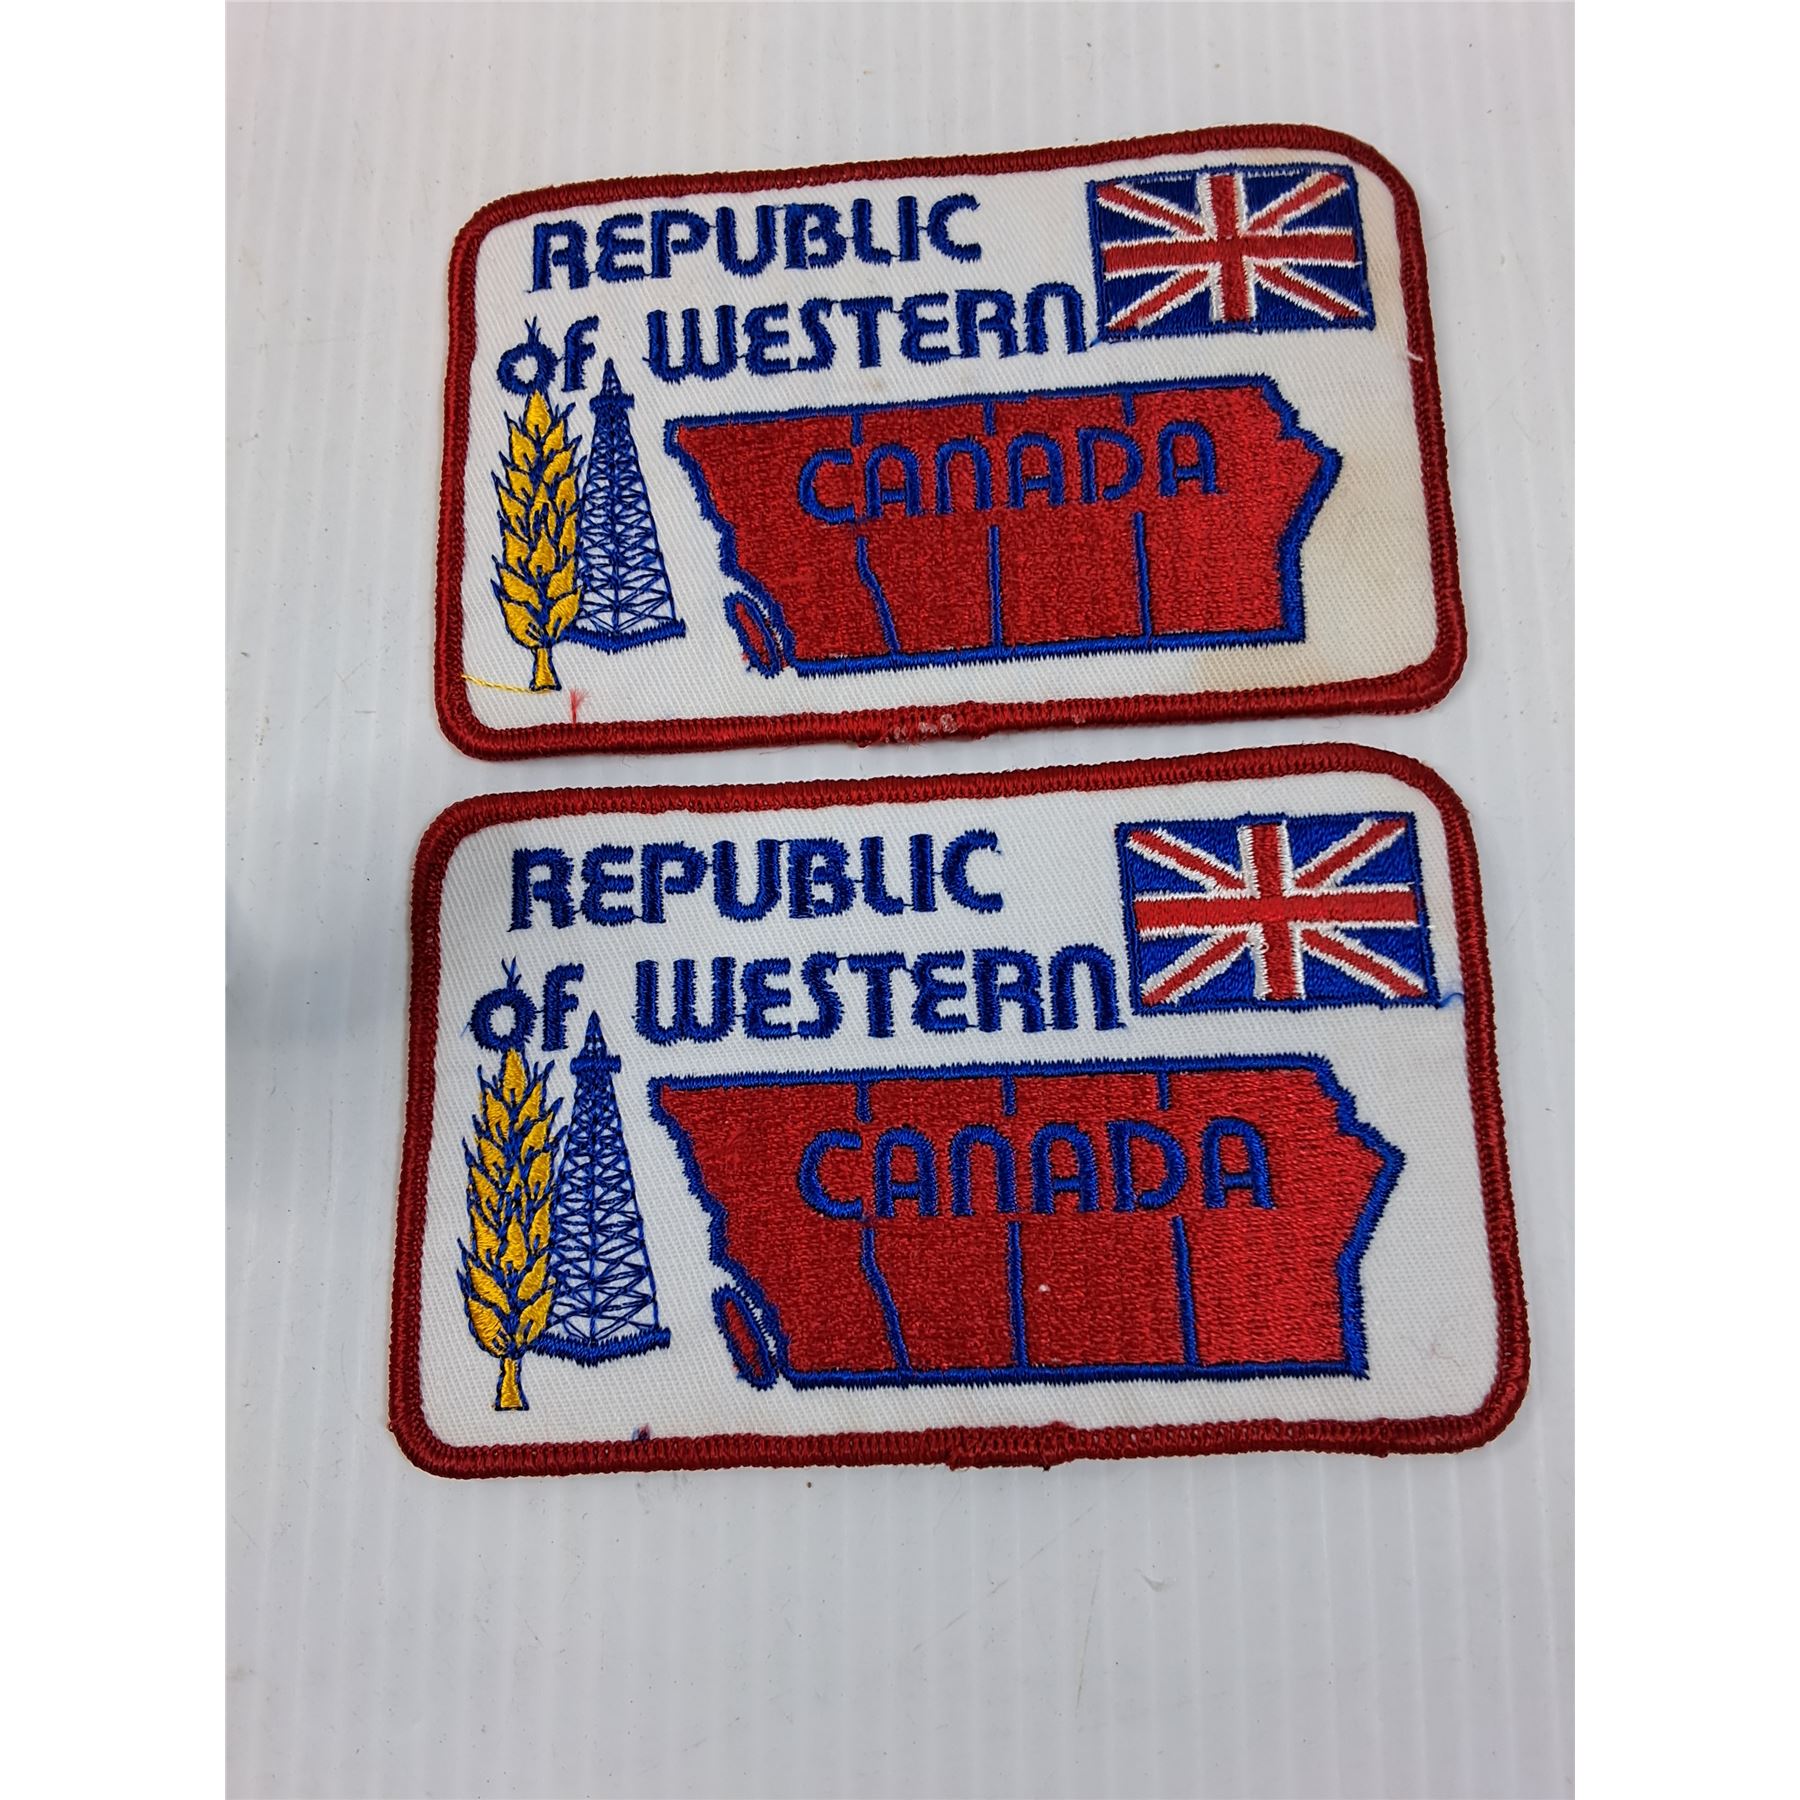 REPUBLIC
OF WESTERN
CANADA
REPUBLIC
OF WESTERN
CANADA